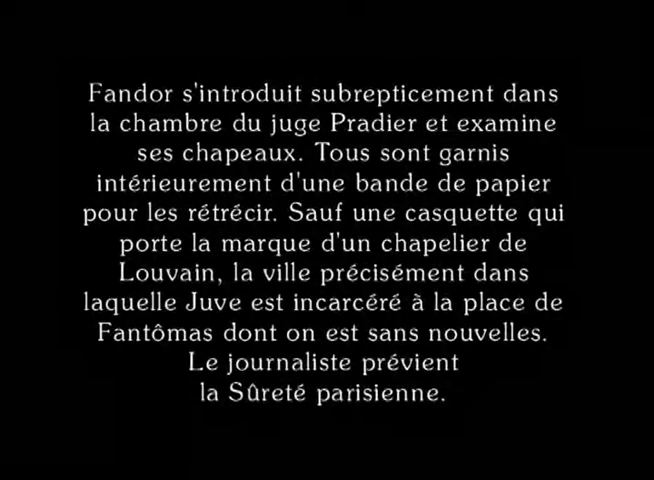 Fandor s'introduit subrepticement dans
la chambre du juge Pradier et examine
ses chapeaux. Tous sont garnis
intérieurement d'une bande de papier
pour les rétrécir. Sauf une casquette qui
porte la marque d'un chapelier de
Louvain, la ville précisément dans
laquelle Juve est incarcéré à la place de
Fantômas dont on est sans nouvelles.
Le journaliste prévient
la Sûreté parisienne.